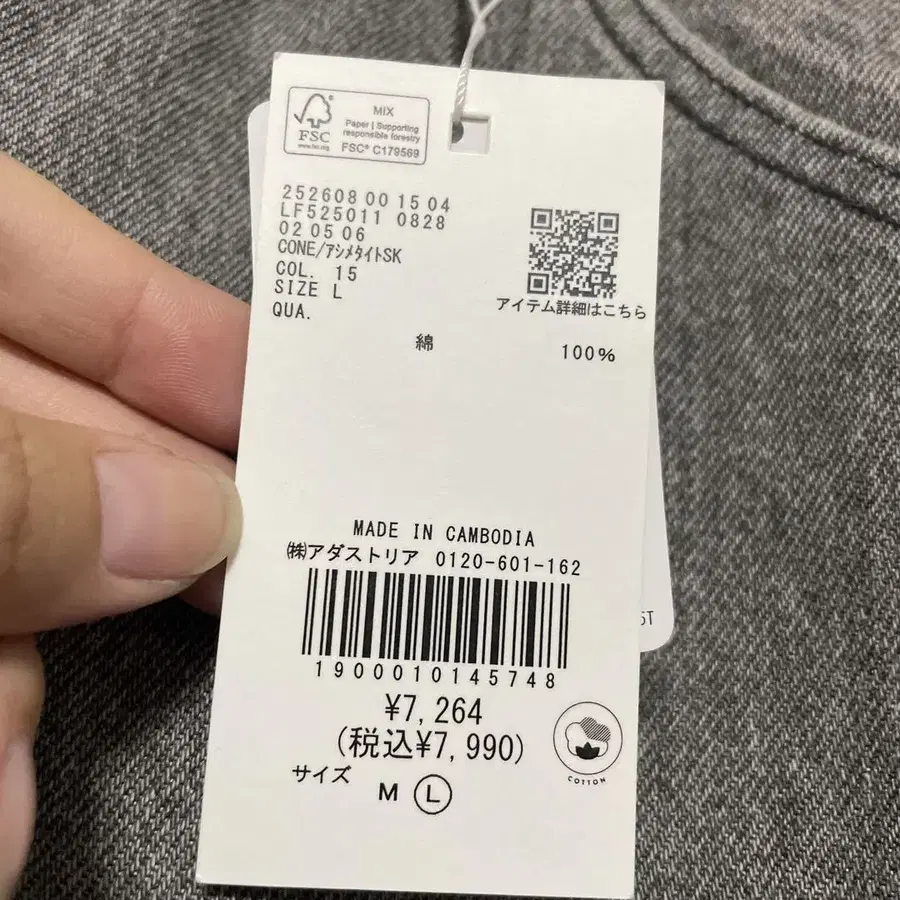 MIX
Paper | Supporting
responsible forestry
FSC® C179569
FSC
www.fsc.org
252608 00 15 04
LF525011 0828
02 05 06
CONE/アシメタイトSK
COL. 15
SIZE L
QUA.
アイテム詳細はこちら
綿 100%
MADE IN CAMBODIA
㈱アダストリア 0120-601-162
1900010145748
¥7,264
(税込¥7,990)
サイズ
M L
COTTON